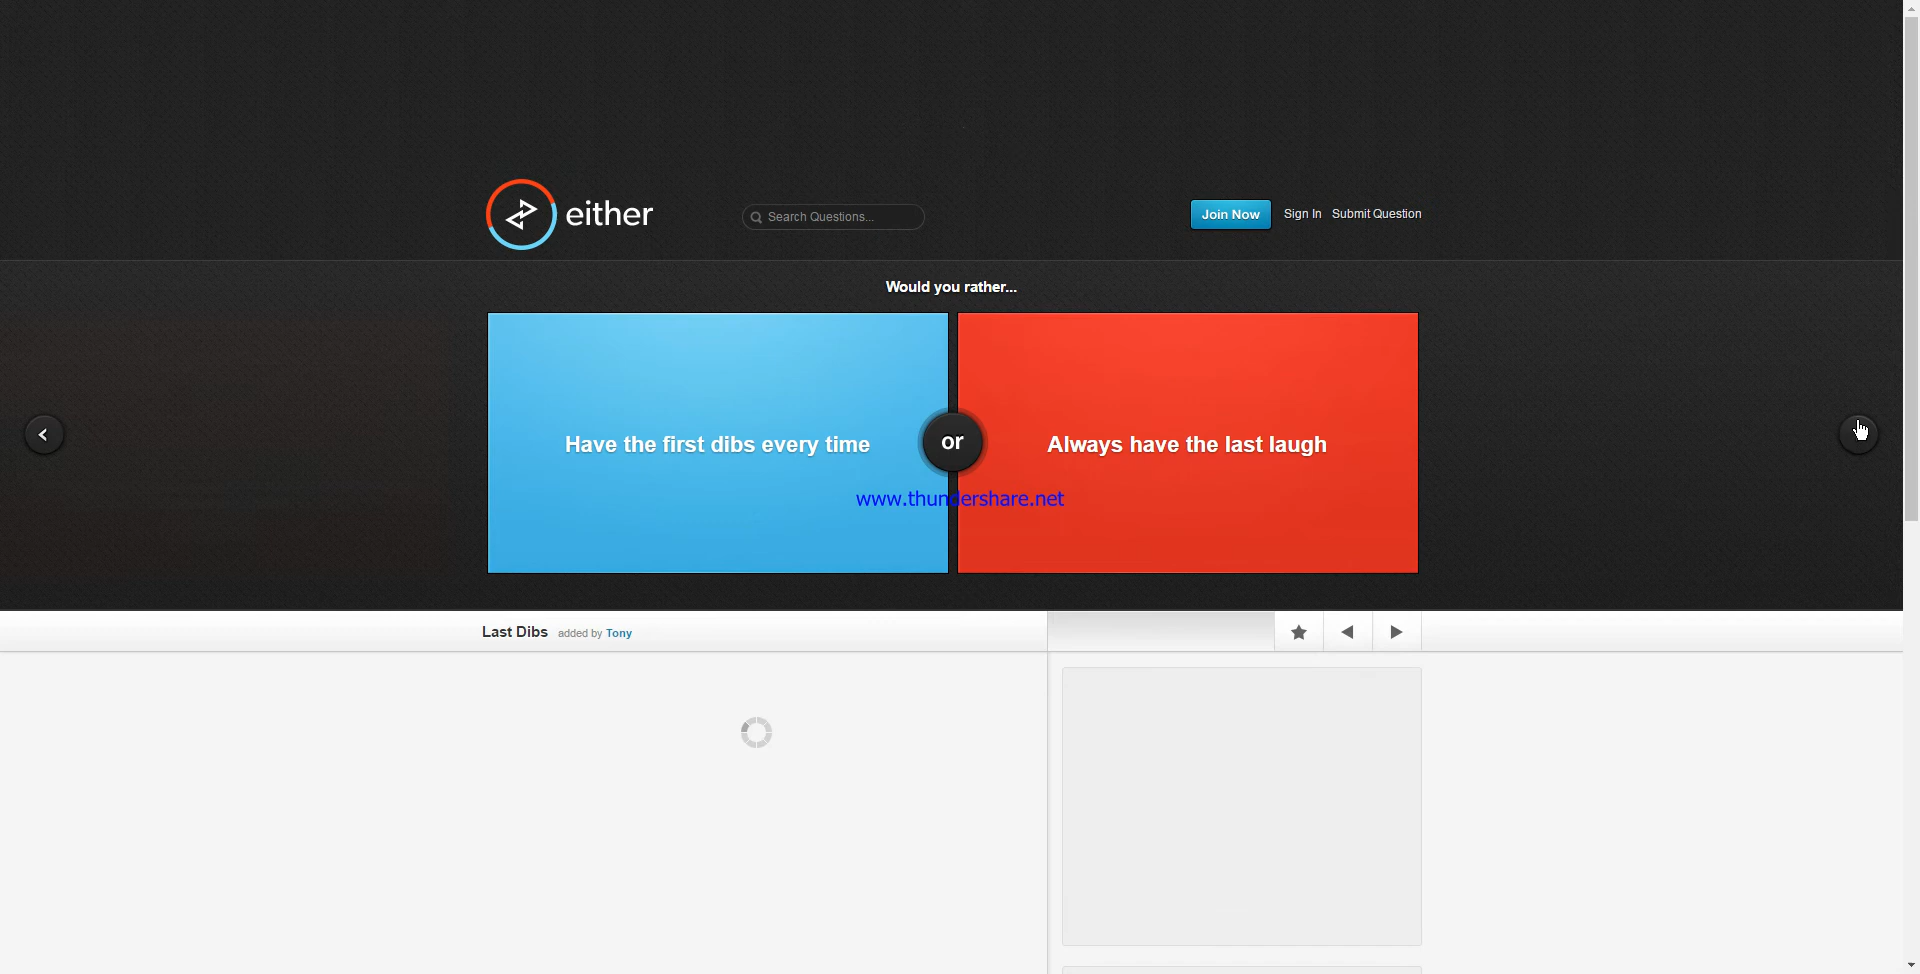 either
Search Questions...
Join Now
Sign In
Submit Question
Would you rather...
Have the first dibs every time
or
Always have the last laugh
www.thundershare.net
Last Dibs added by Tony